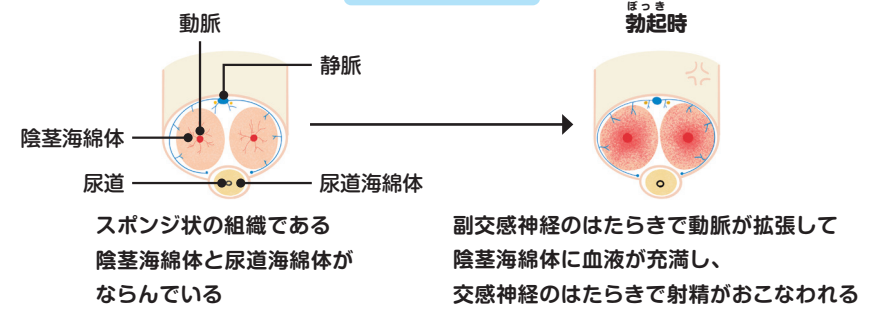 動脈
静脈
陰茎海綿体
尿道
尿道海綿体
スポンジ状の組織である
陰茎海綿体と尿道海綿体が
ならんでいる
ぼっき
勃起時
副交感神経のはたらきで動脈が拡張して
陰茎海綿体に血液が充満し、
交感神経のはたらきで射精がおこなわれる